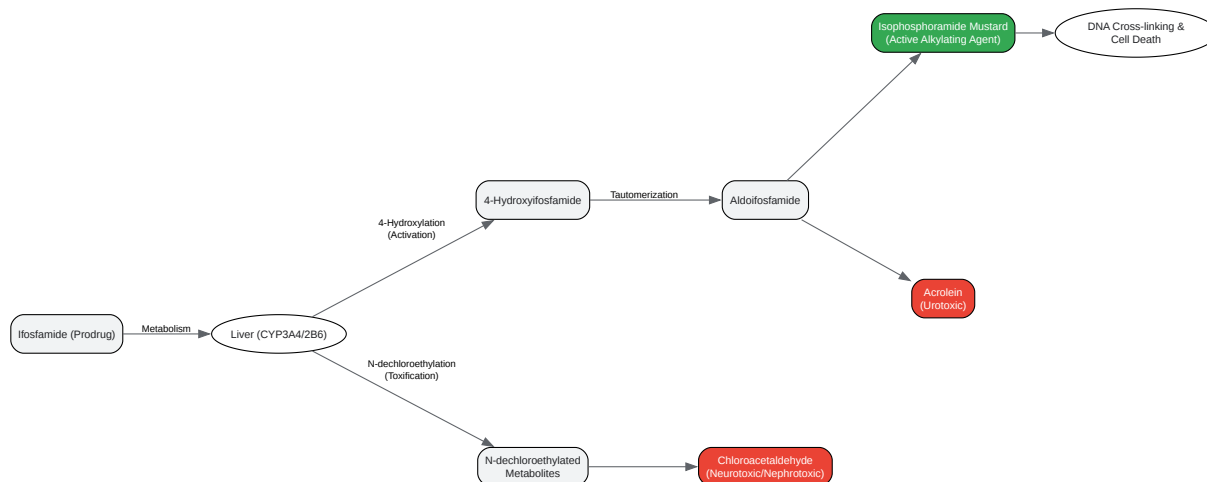 Isophosphoramide Mustard
(Active Alkylating Agent)
DNA Cross-linking &
Cell Death
4-Hydroxyifosfamide
Tautomerization
Aldoifosfamide
4-Hydroxylation
(Activation)
Acrolein
(Urotoxic)
Ifosfamide (Prodrug)
Metabolism
Liver (CYP3A4/2B6)
N-dechloroethylation
(Toxification)
N-dechloroethylated
Metabolites
Chloroacetaldehyde
(Neurotoxic/Nephrotoxic)